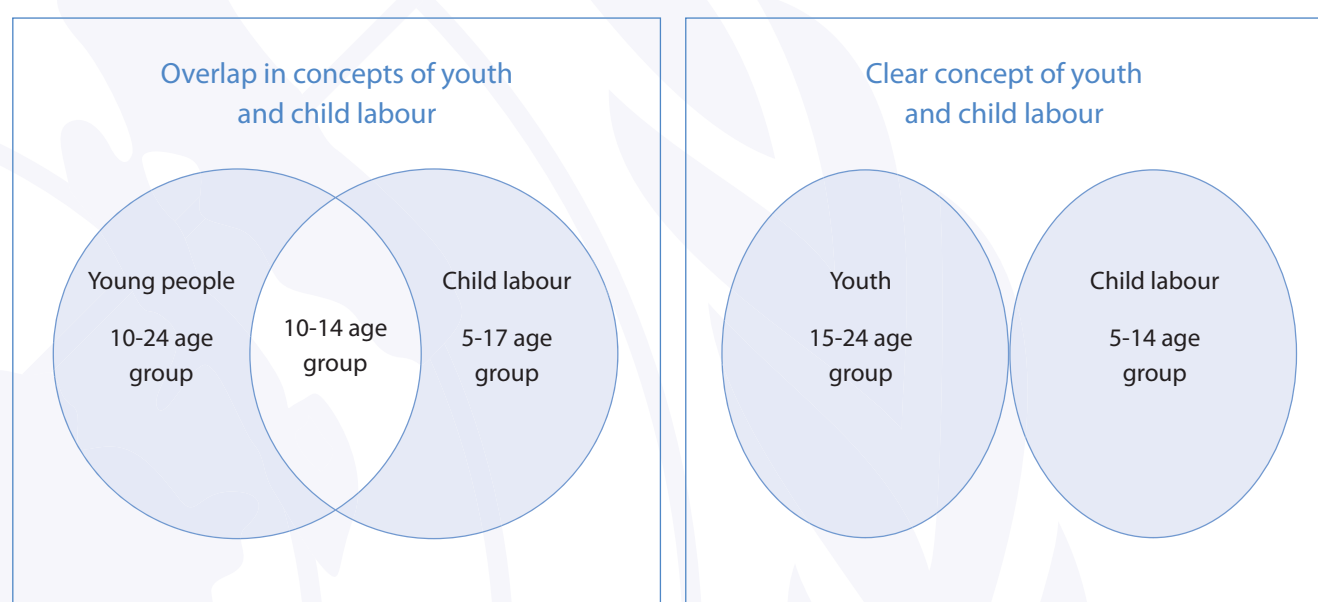 Overlap in concepts of youth
and child labour
Young people
10-24 age
group
10-14 age
group
Child labour
5-17 age
group
Clear concept of youth
and child labour
Youth
15-24 age
group
Child labour
5-14 age
group